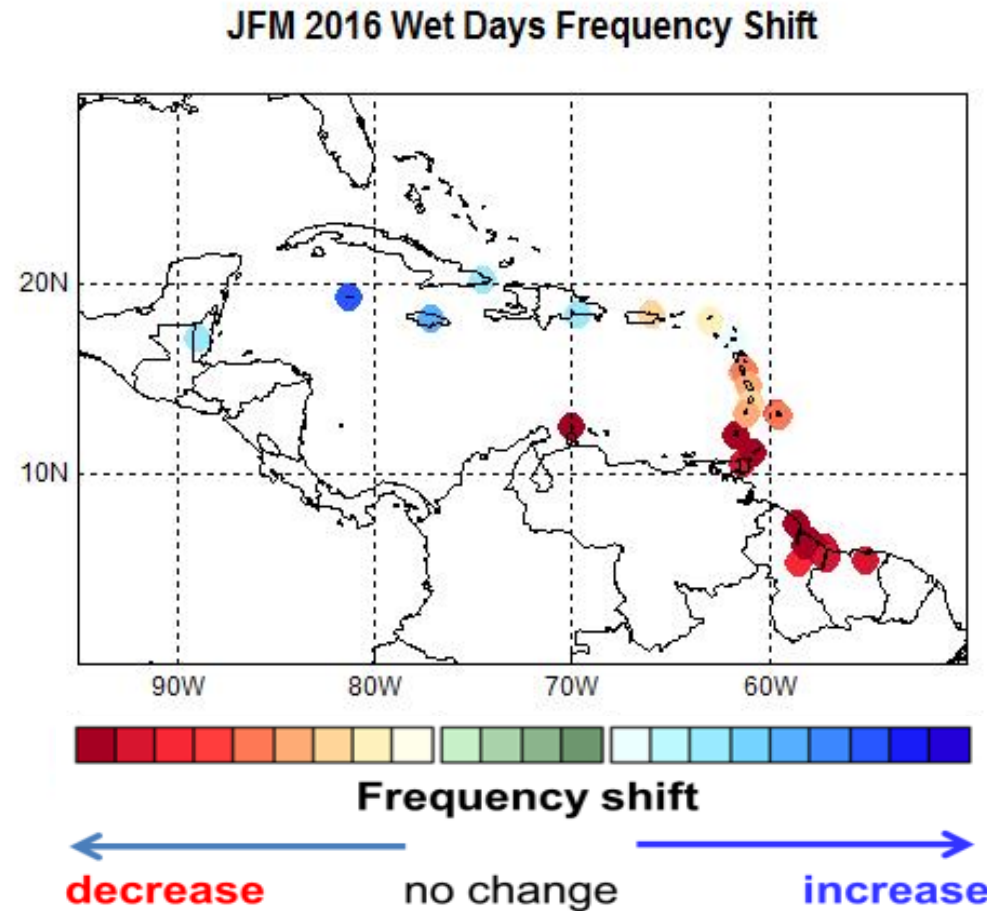 JFM 2016 Wet Days Frequency Shift
20N
10N
90W 80W 70W 60W
Frequency shift
decrease no change increase